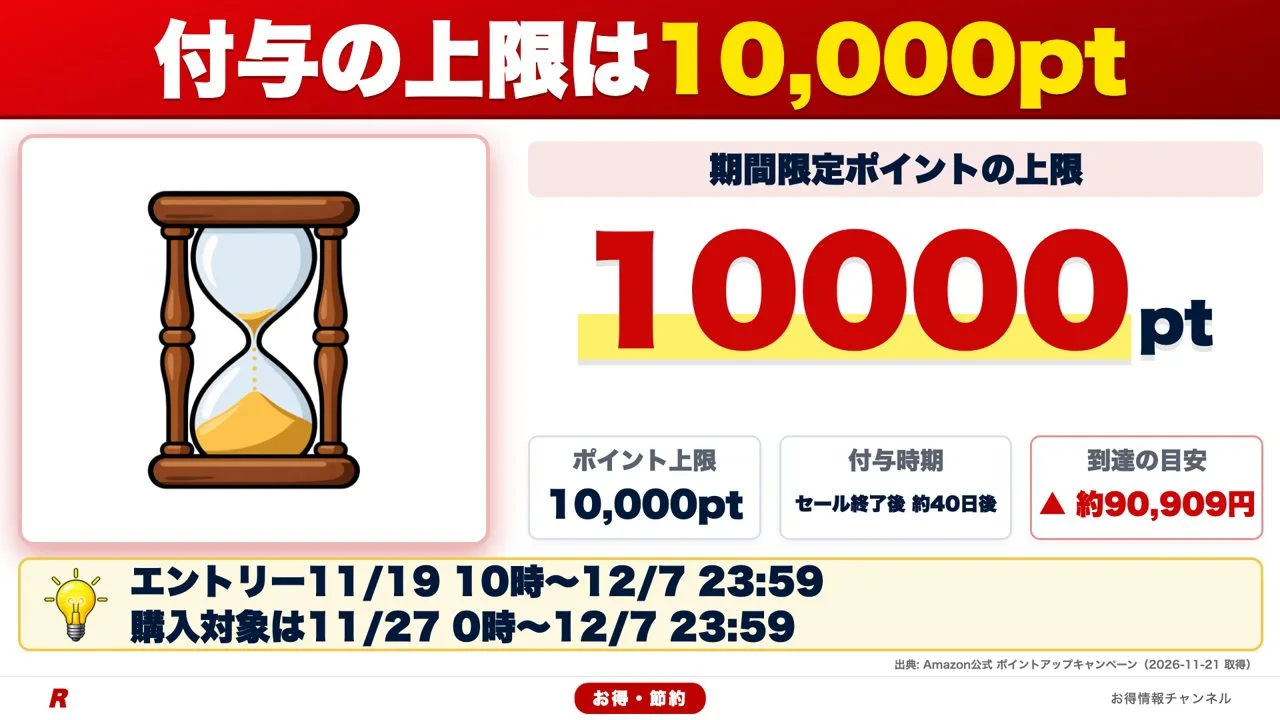 付与の上限は10,000pt
期間限定ポイントの上限
10000pt
ポイント上限
10,000pt
付与時期
セール終了後 約40日後
到達の目安
▲ 約90,909円
エントリー11/19 10時〜12/7 23:59
購入対象は11/27 0時〜12/7 23:59
出典: Amazon公式 ポイントアップキャンペーン（2026-11-21 取得）
R
お得・節約
お得情報チャンネル